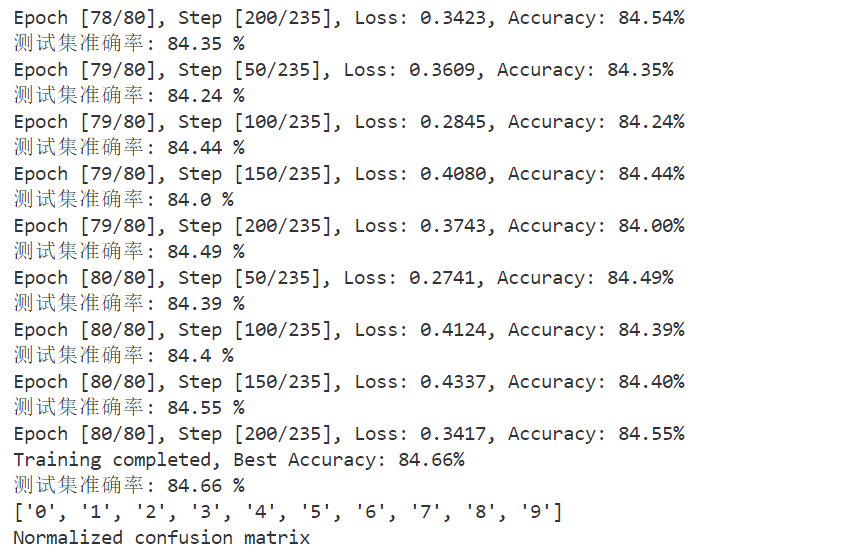 Epoch [78/80], Step [200/235], Loss: 0.3423, Accuracy: 84.54%
测试集准确率: 84.35 %
Epoch [79/80], Step [50/235], Loss: 0.3609, Accuracy: 84.35%
测试集准确率: 84.24 %
Epoch [79/80], Step [100/235], Loss: 0.2845, Accuracy: 84.24%
测试集准确率: 84.44 %
Epoch [79/80], Step [150/235], Loss: 0.4080, Accuracy: 84.44%
测试集准确率: 84.0 %
Epoch [79/80], Step [200/235], Loss: 0.3743, Accuracy: 84.00%
测试集准确率: 84.49 %
Epoch [80/80], Step [50/235], Loss: 0.2741, Accuracy: 84.49%
测试集准确率: 84.39 %
Epoch [80/80], Step [100/235], Loss: 0.4124, Accuracy: 84.39%
测试集准确率: 84.4 %
Epoch [80/80], Step [150/235], Loss: 0.4337, Accuracy: 84.40%
测试集准确率: 84.55 %
Epoch [80/80], Step [200/235], Loss: 0.3417, Accuracy: 84.55%
Training completed, Best Accuracy: 84.66%
测试集准确率: 84.66 %
['0', '1', '2', '3', '4', '5', '6', '7', '8', '9']
Normalized confusion matrix